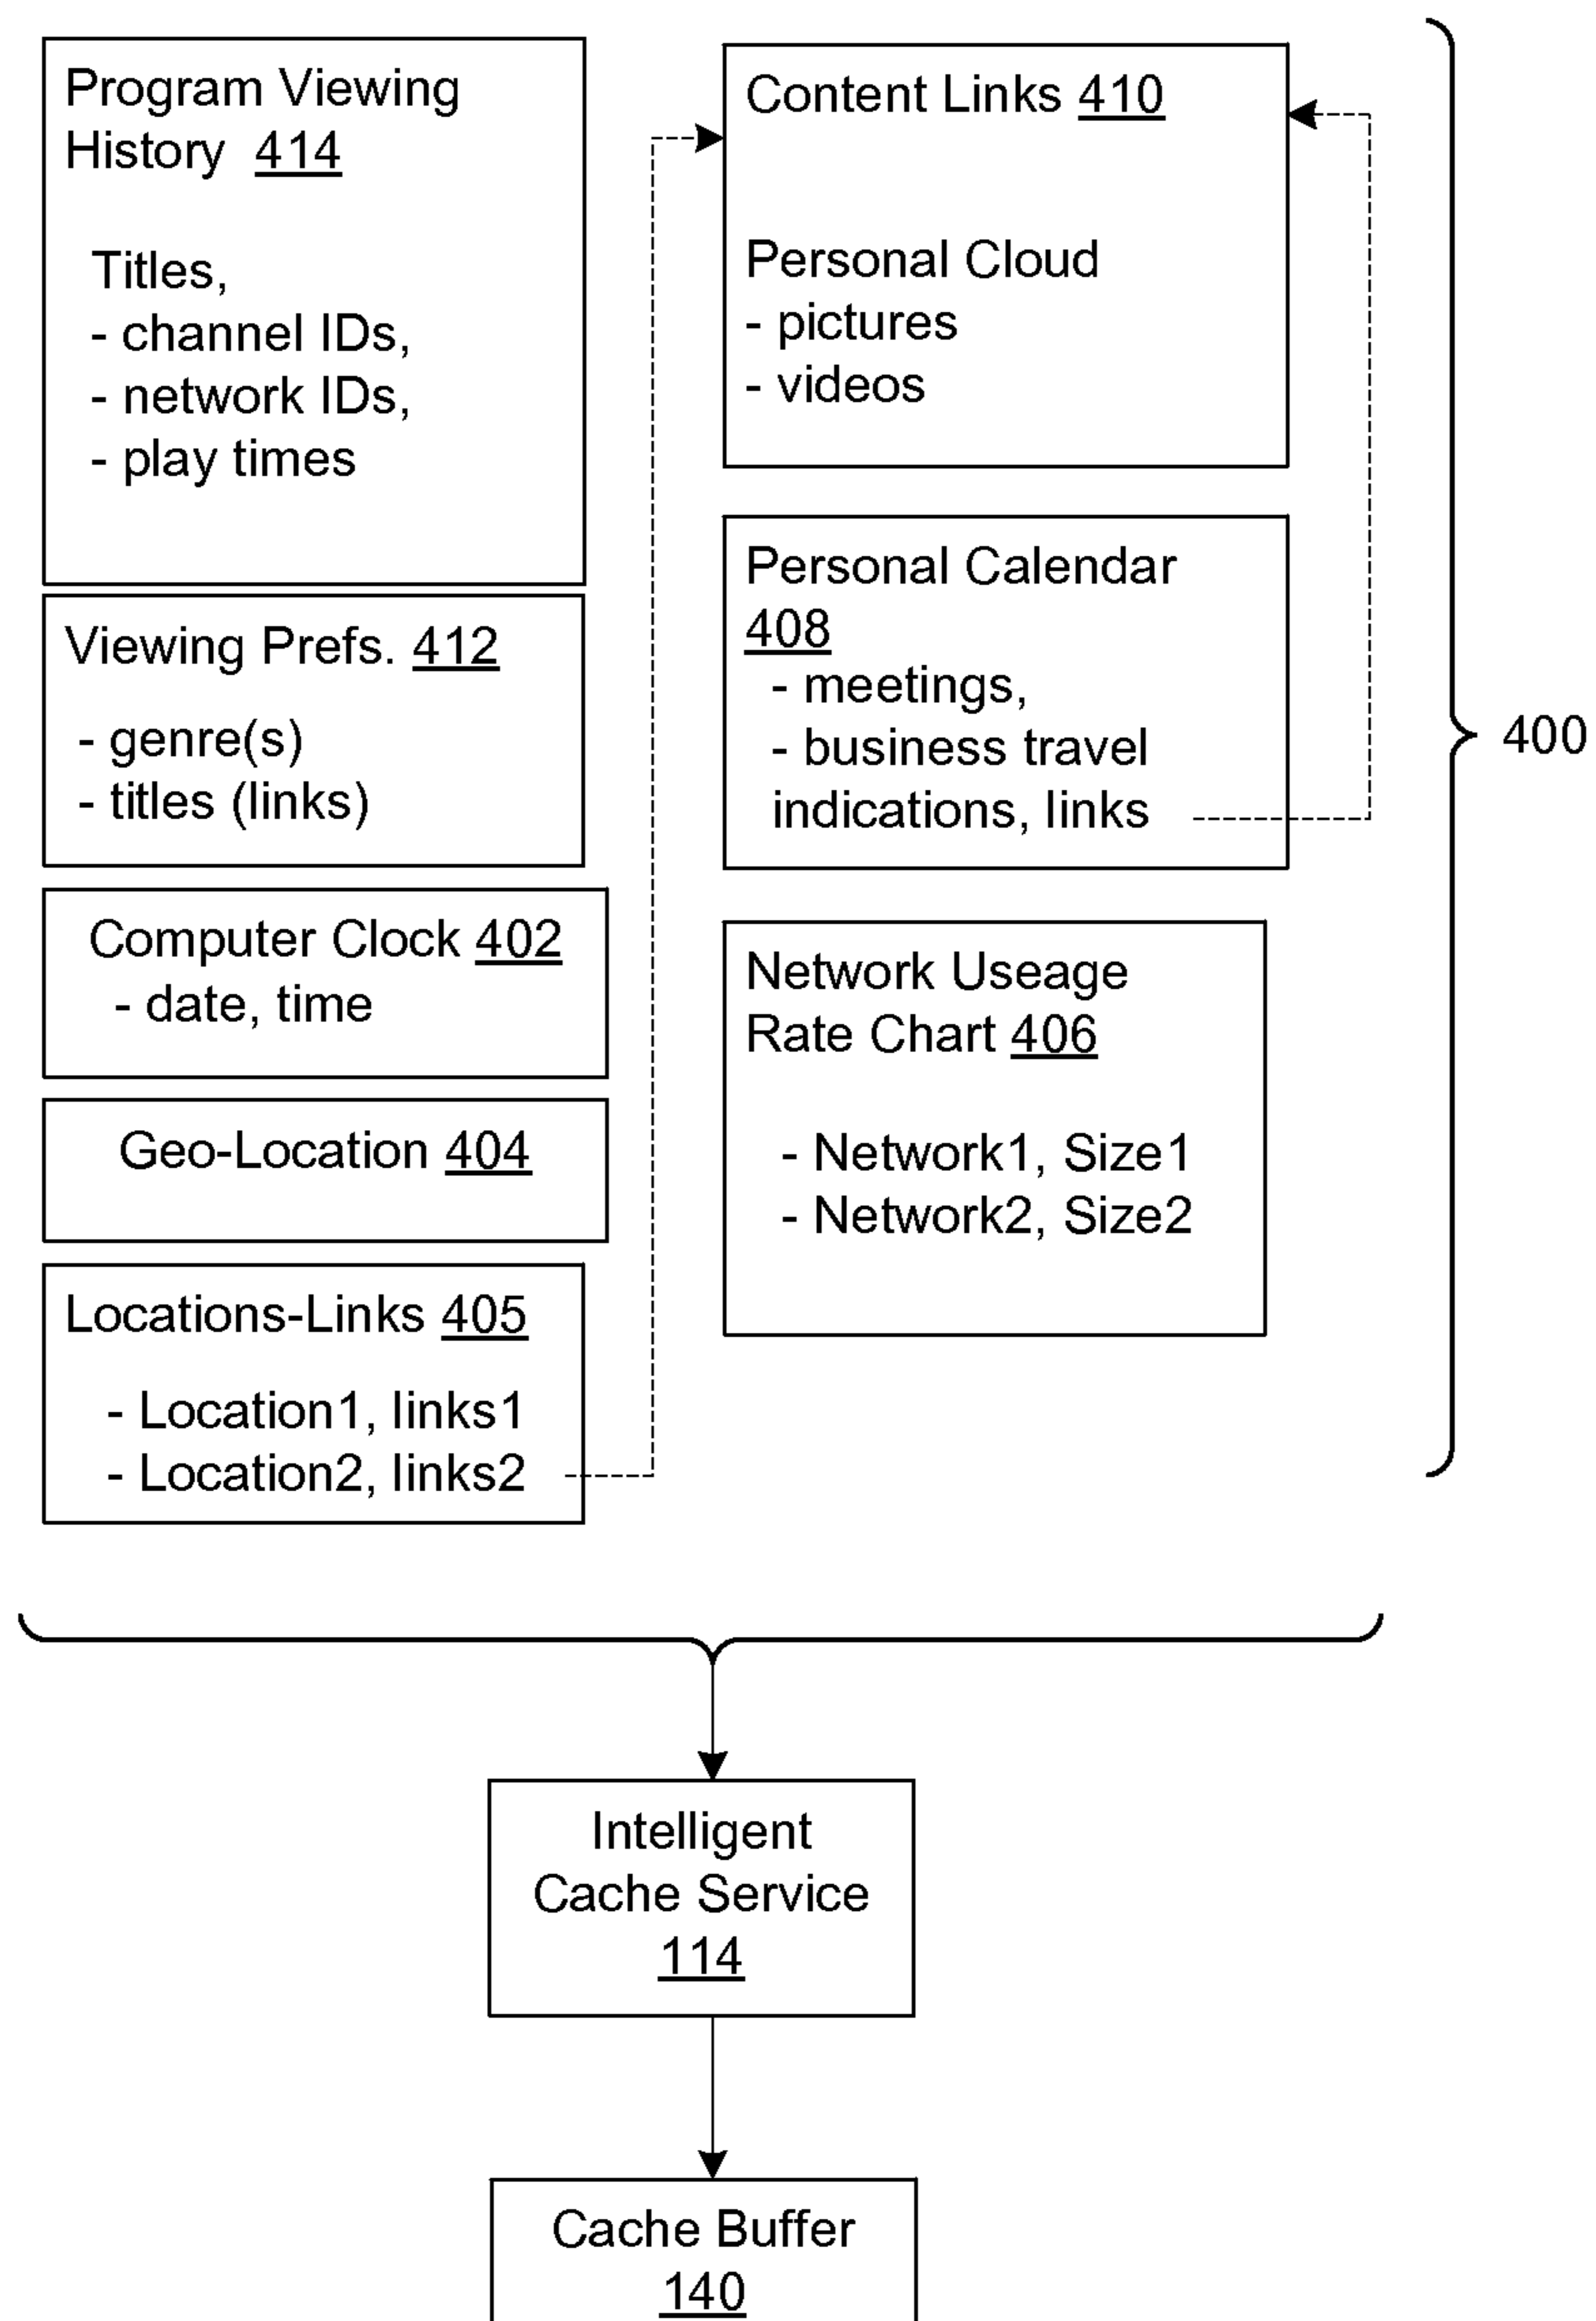 Program Viewing
History 414
Titles,
- channel IDs,
- network IDs,
- play times
Viewing Prefs. 412
- genre(s)
- titles (links)
Computer Clock 402
- date, time
Geo-Location 404
Locations-Links 405
- Location1, links1
- Location2, links2
Content Links 410
Personal Cloud
- pictures
- videos
Personal Calendar
408
- meetings,
- business travel
indications, links
Network Useage
Rate Chart 406
- Network1, Size1
- Network2, Size2
400
Intelligent
Cache Service
114
Cache Buffer
140